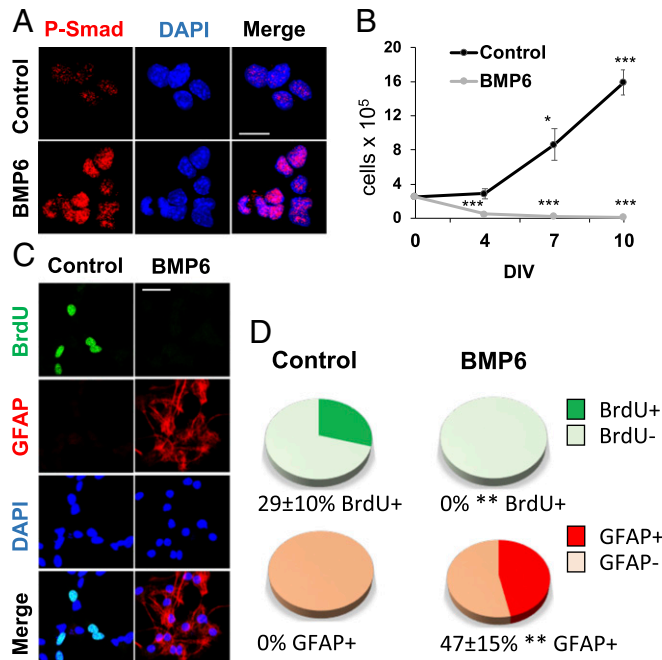 A
P-Smad DAPI Merge
Control
BMP6
B
20
16
12
8
4
0
cells x 10⁵
Control
BMP6
***
*
*** *** ***
0 4 7 10
DIV
C
Control BMP6
BrdU
GFAP
DAPI
Merge
D
Control BMP6
BrdU+
BrdU-
29±10% BrdU+ 0% ** BrdU+
GFAP+
GFAP-
0% GFAP+ 47±15% ** GFAP+